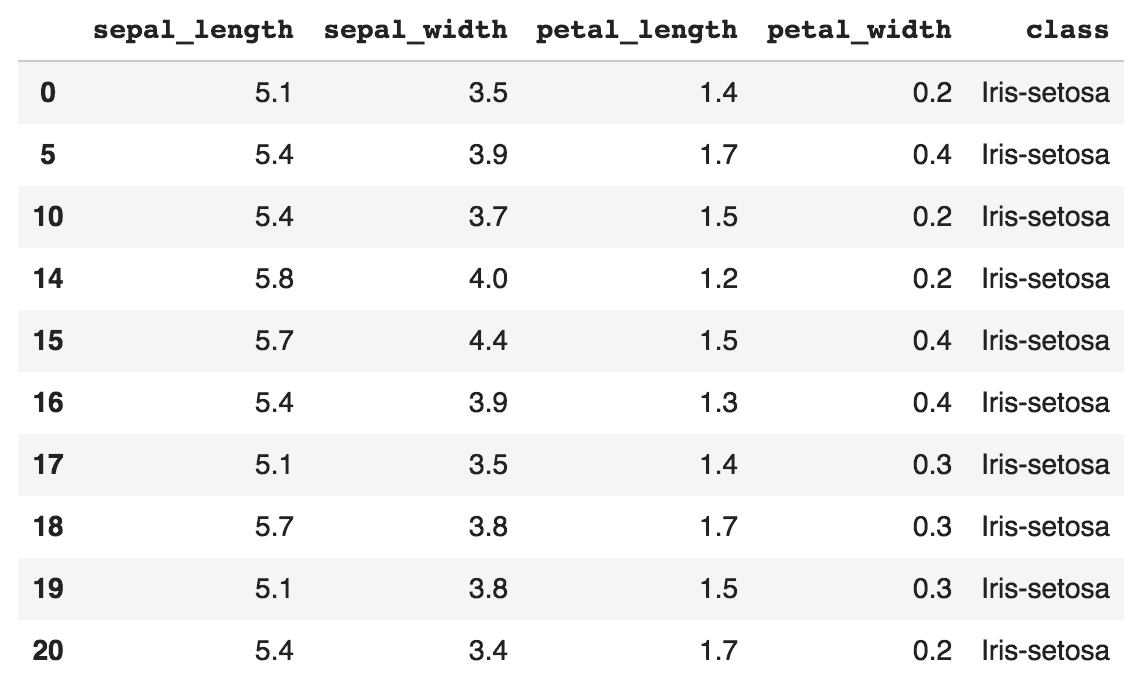 sepal_length sepal_width petal_length petal_width class
0 5.1 3.5 1.4 0.2 Iris-setosa
5 5.4 3.9 1.7 0.4 Iris-setosa
10 5.4 3.7 1.5 0.2 Iris-setosa
14 5.8 4.0 1.2 0.2 Iris-setosa
15 5.7 4.4 1.5 0.4 Iris-setosa
16 5.4 3.9 1.3 0.4 Iris-setosa
17 5.1 3.5 1.4 0.3 Iris-setosa
18 5.7 3.8 1.7 0.3 Iris-setosa
19 5.1 3.8 1.5 0.3 Iris-setosa
20 5.4 3.4 1.7 0.2 Iris-setosa